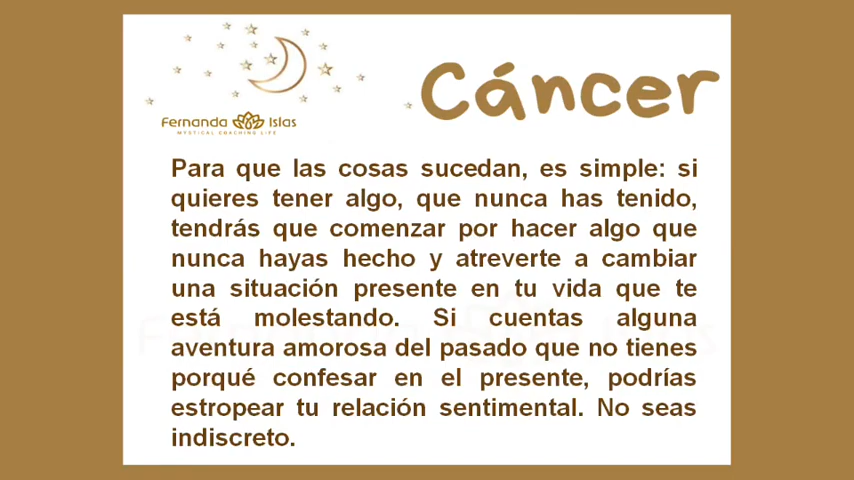 Cáncer
Fernanda Islas
MYSTICAL COACHING LIFE
Para que las cosas sucedan, es simple: si
quieres tener algo, que nunca has tenido,
tendrás que comenzar por hacer algo que
nunca hayas hecho y atreverte a cambiar
una situación presente en tu vida que te
está molestando. Si cuentas alguna
aventura amorosa del pasado que no tienes
porqué confesar en el presente, podrías
estropear tu relación sentimental. No seas
indiscreto.